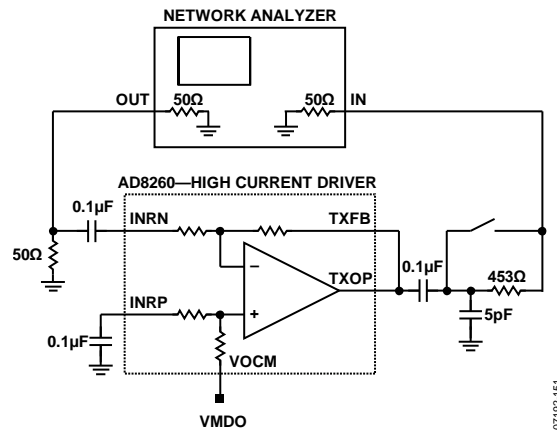 NETWORK ANALYZER
OUT
50Ω
50Ω
IN
AD8260—HIGH CURRENT DRIVER
0.1µF
INRN
TXFB
50Ω
0.1µF
453Ω
TXOP
INRP
5pF
0.1µF
VOCM
VMDO
07192-151